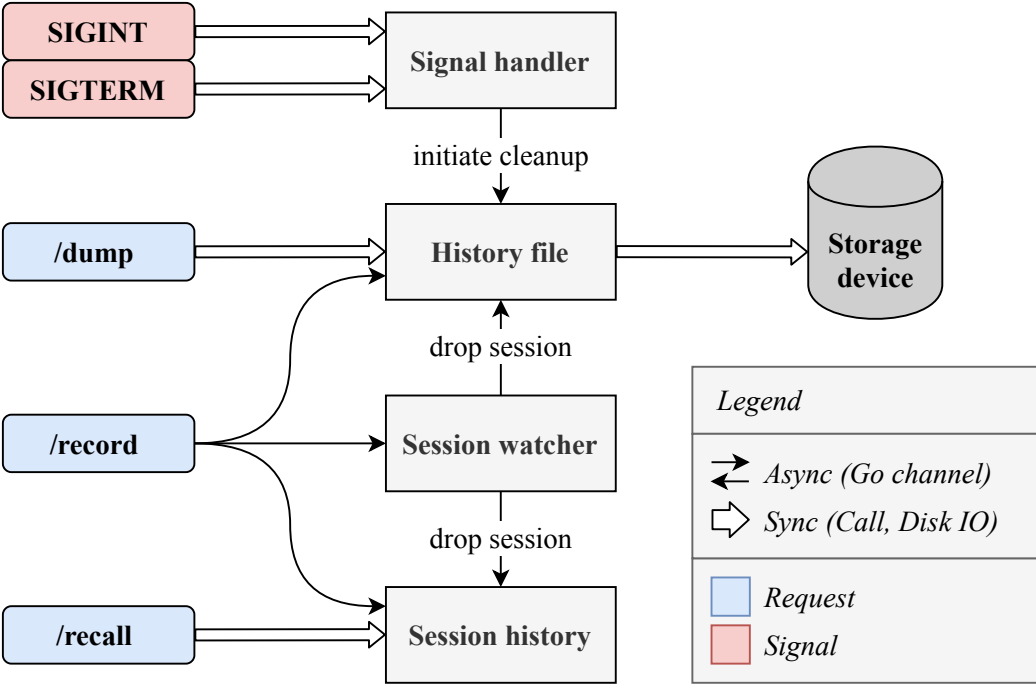 SIGINT
SIGTERM
Signal handler
initiate cleanup
/dump
History file
Storage
device
drop session
/record
Session watcher
drop session
/recall
Session history
Legend
Async (Go channel)
Sync (Call, Disk IO)
Request
Signal